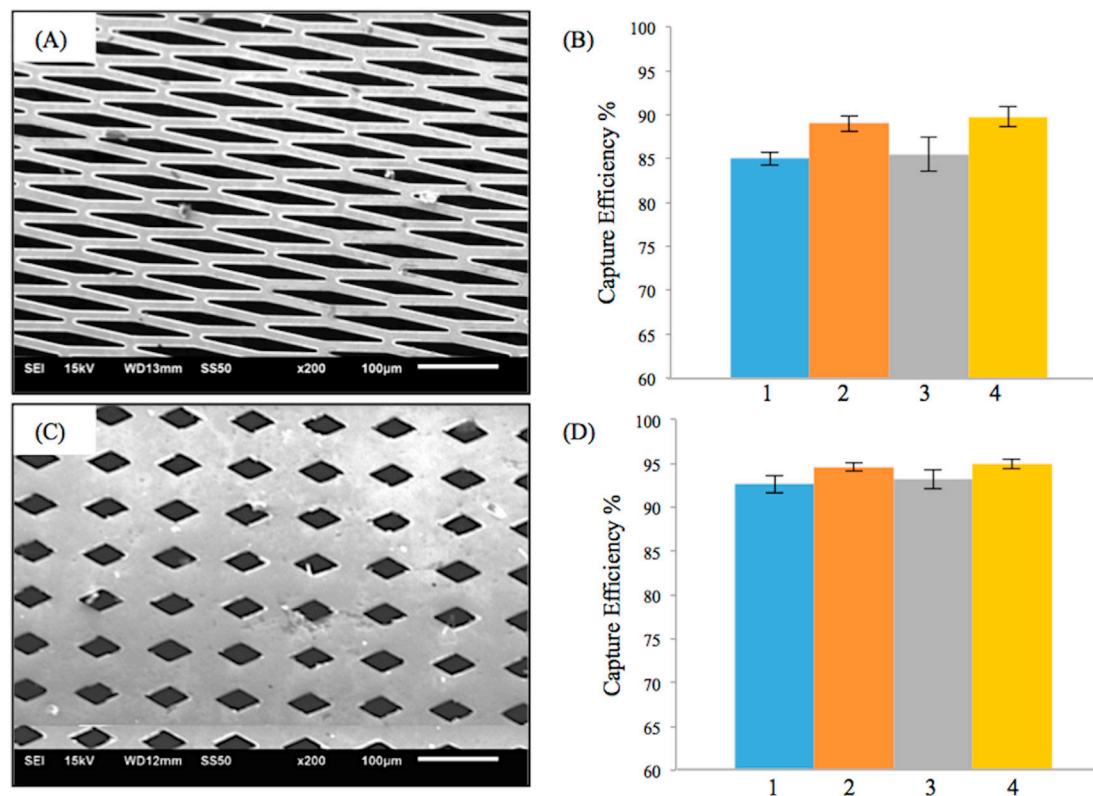 (A)
SEI 15kV WD13mm SS50 x200 100μm
(B)
Capture Efficiency %
100
95
90
85
80
75
70
65
60
1 2 3 4
(C)
SEI 15kV WD12mm SS50 x200 100μm
(D)
Capture Efficiency %
100
95
90
85
80
75
70
65
60
1 2 3 4